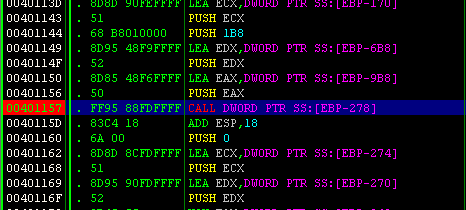 0040113D . 8D8D 90FEFFFF LEA ECX,DWORD PTR SS:[EBP-170]
00401143 . 51 PUSH ECX
00401144 . 68 B8010000 PUSH 1B8
00401149 . 8D95 48F9FFFF LEA EDX,DWORD PTR SS:[EBP-6B8]
0040114F . 52 PUSH EDX
00401150 . 8D85 48F6FFFF LEA EAX,DWORD PTR SS:[EBP-9B8]
00401156 . 50 PUSH EAX
00401157 . FF95 88FDFFFF CALL DWORD PTR SS:[EBP-278]
0040115D . 83C4 18 ADD ESP,18
00401160 . 6A 00 PUSH 0
00401162 . 8D8D 8CFDFFFF LEA ECX,DWORD PTR SS:[EBP-274]
00401168 . 51 PUSH ECX
00401169 . 8D95 90FDFFFF LEA EDX,DWORD PTR SS:[EBP-270]
0040116F . 52 PUSH EDX